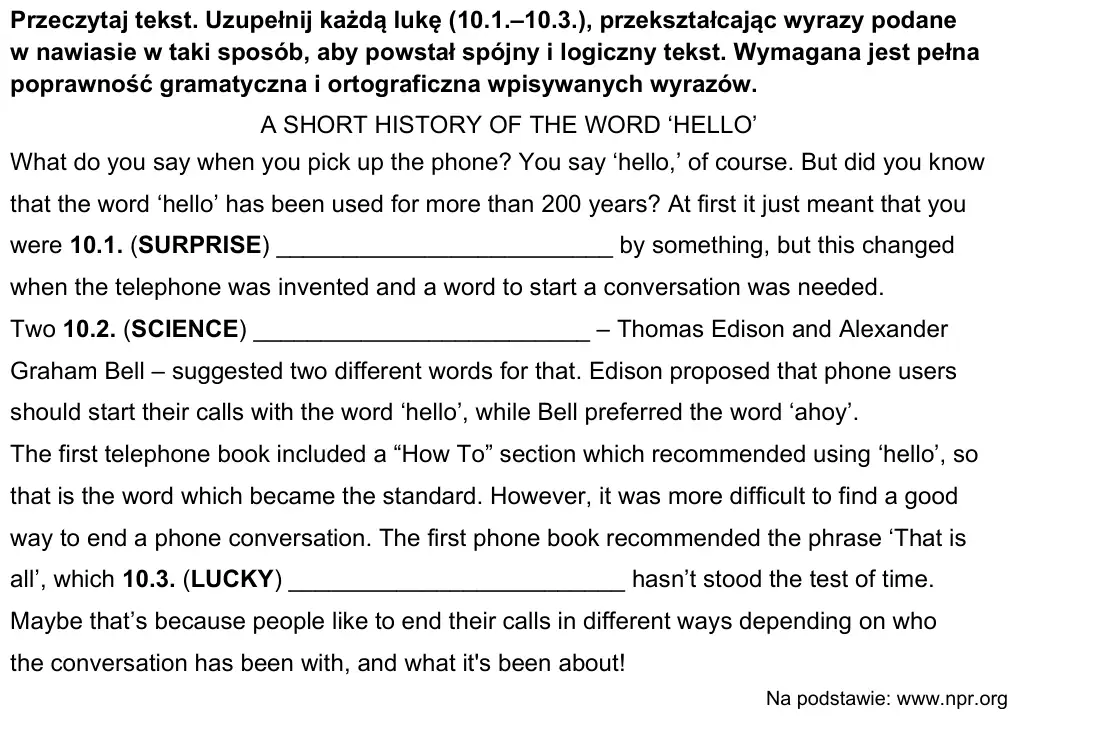 Przeczytaj tekst. Uzupełnij każdą lukę (10.1.–10.3.), przekształcając wyrazy podane
w nawiasie w taki sposób, aby powstał spójny i logiczny tekst. Wymagana jest pełna
poprawność gramatyczna i ortograficzna wpisywanych wyrazów.
A SHORT HISTORY OF THE WORD ‘HELLO’
What do you say when you pick up the phone? You say ‘hello,’ of course. But did you know
that the word ‘hello’ has been used for more than 200 years? At first it just meant that you
were 10.1. (SURPRISE) _________________________ by something, but this changed
when the telephone was invented and a word to start a conversation was needed.
Two 10.2. (SCIENCE) _________________________ – Thomas Edison and Alexander
Graham Bell – suggested two different words for that. Edison proposed that phone users
should start their calls with the word ‘hello’, while Bell preferred the word ‘ahoy’.
The first telephone book included a “How To” section which recommended using ‘hello’, so
that is the word which became the standard. However, it was more difficult to find a good
way to end a phone conversation. The first phone book recommended the phrase ‘That is
all’, which 10.3. (LUCKY) _________________________ hasn’t stood the test of time.
Maybe that’s because people like to end their calls in different ways depending on who
the conversation has been with, and what it's been about!
Na podstawie: www.npr.org